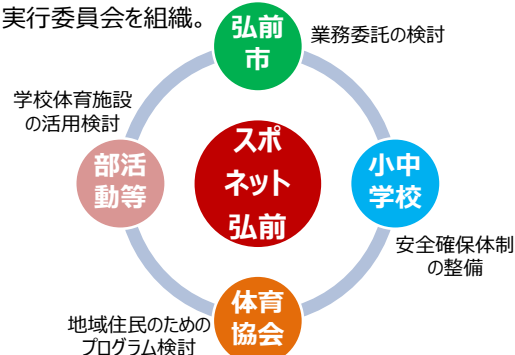 実行委員会を組織。
弘前
市
業務委託の検討
学校体育施設
の活用検討
部活
動等
スポ
ネット
弘前
小中
学校
安全確保体制
の整備
体育
協会
地域住民のための
プログラム検討